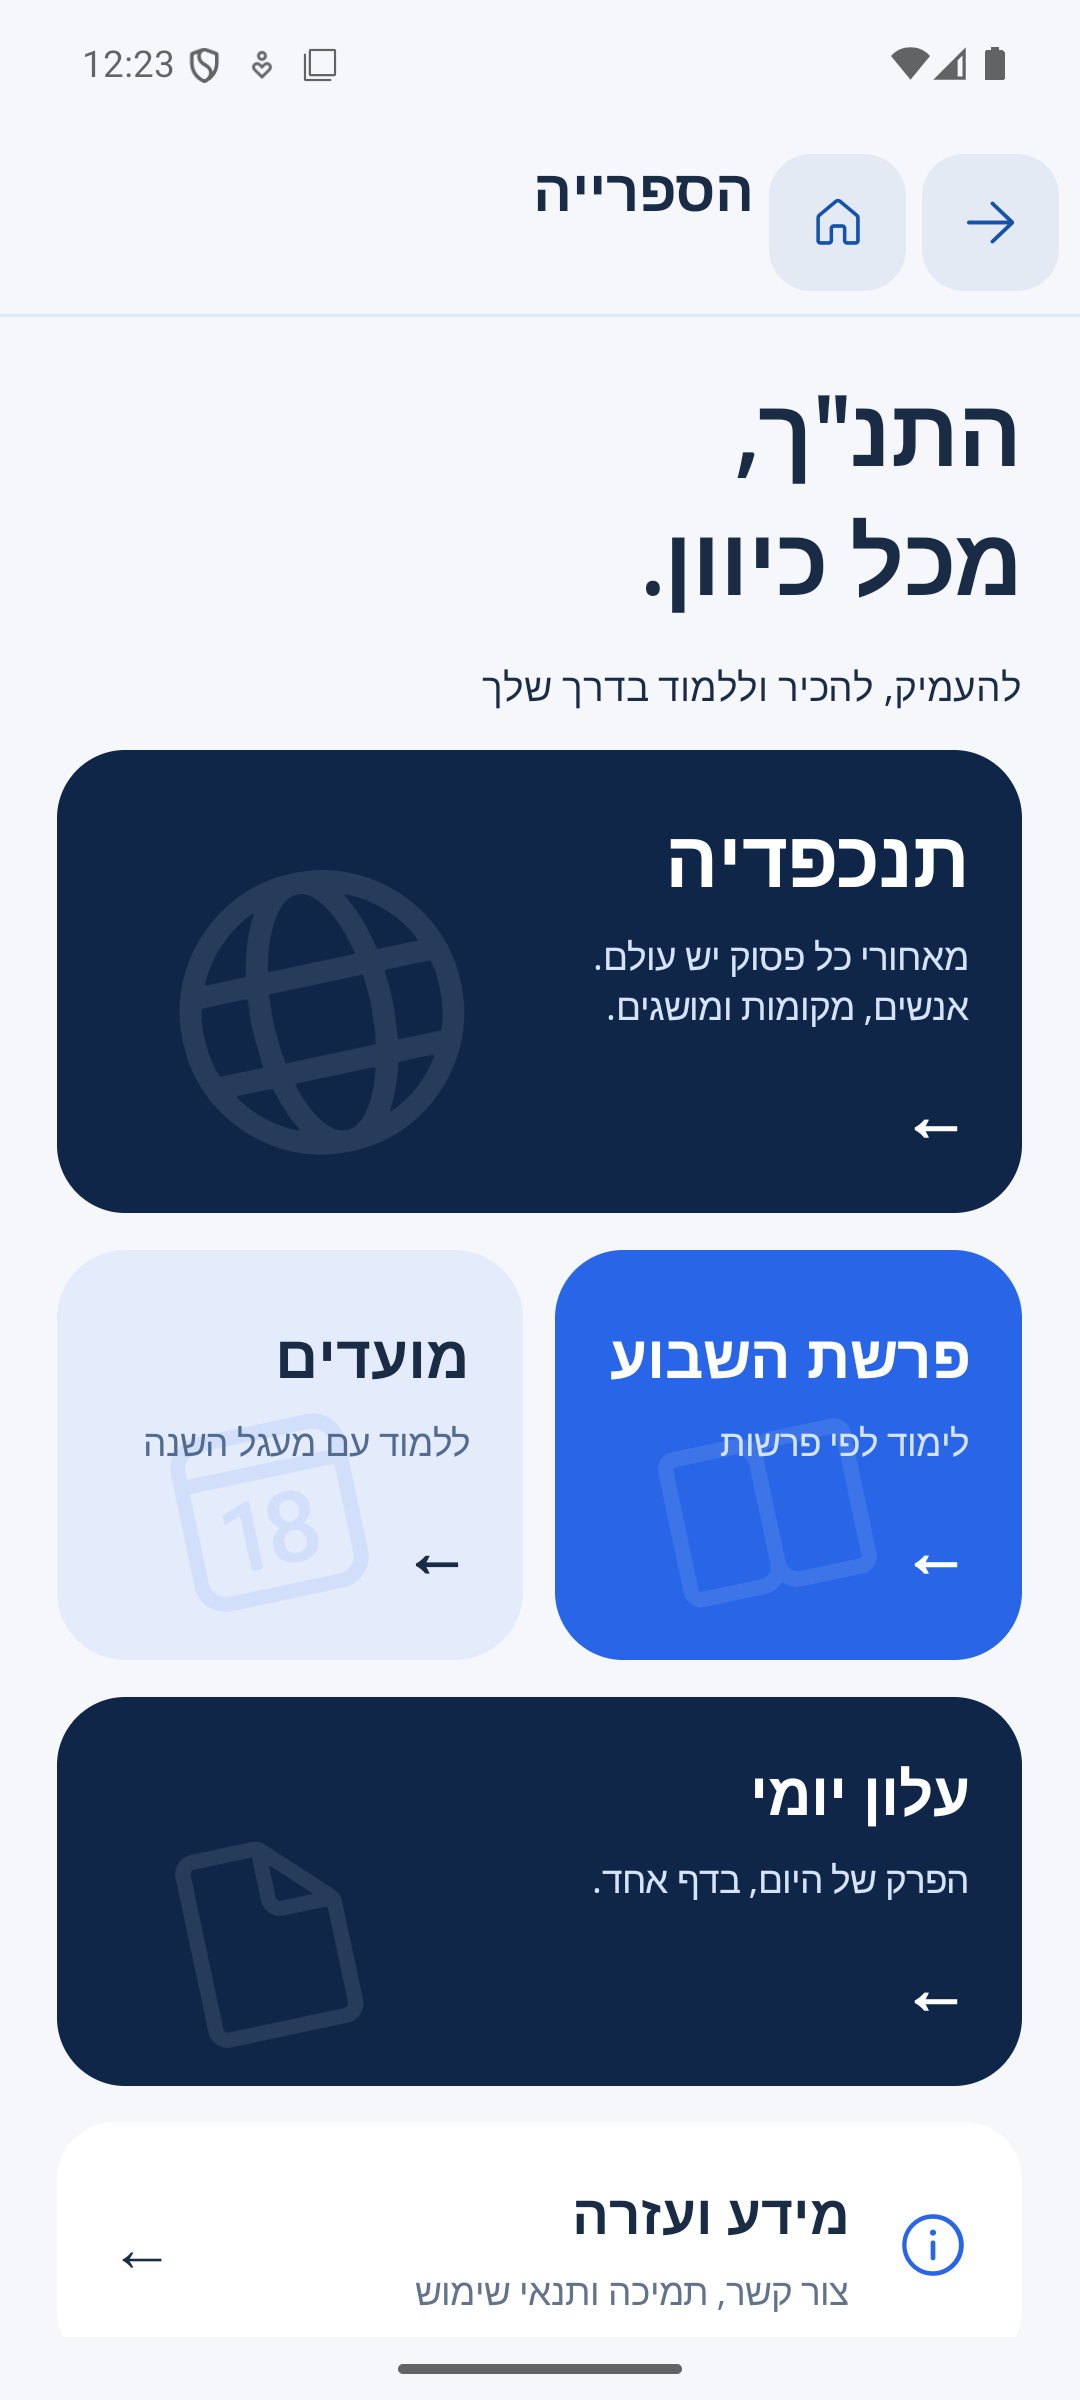 12:23
הספרייה
התנ"ך,
מכל כיוון.
להעמיק, להכיר וללמוד בדרך שלך
תנכפדיה
מאחורי כל פסוק יש עולם.
אנשים, מקומות ומושגים.
←
פרשת השבוע
לימוד לפי פרשות
←
מועדים
ללמוד עם מעגל השנה
18
←
עלון יומי
הפרק של היום, בדף אחד.
←
מידע ועזרה
צור קשר, תמיכה ותנאי שימוש
←